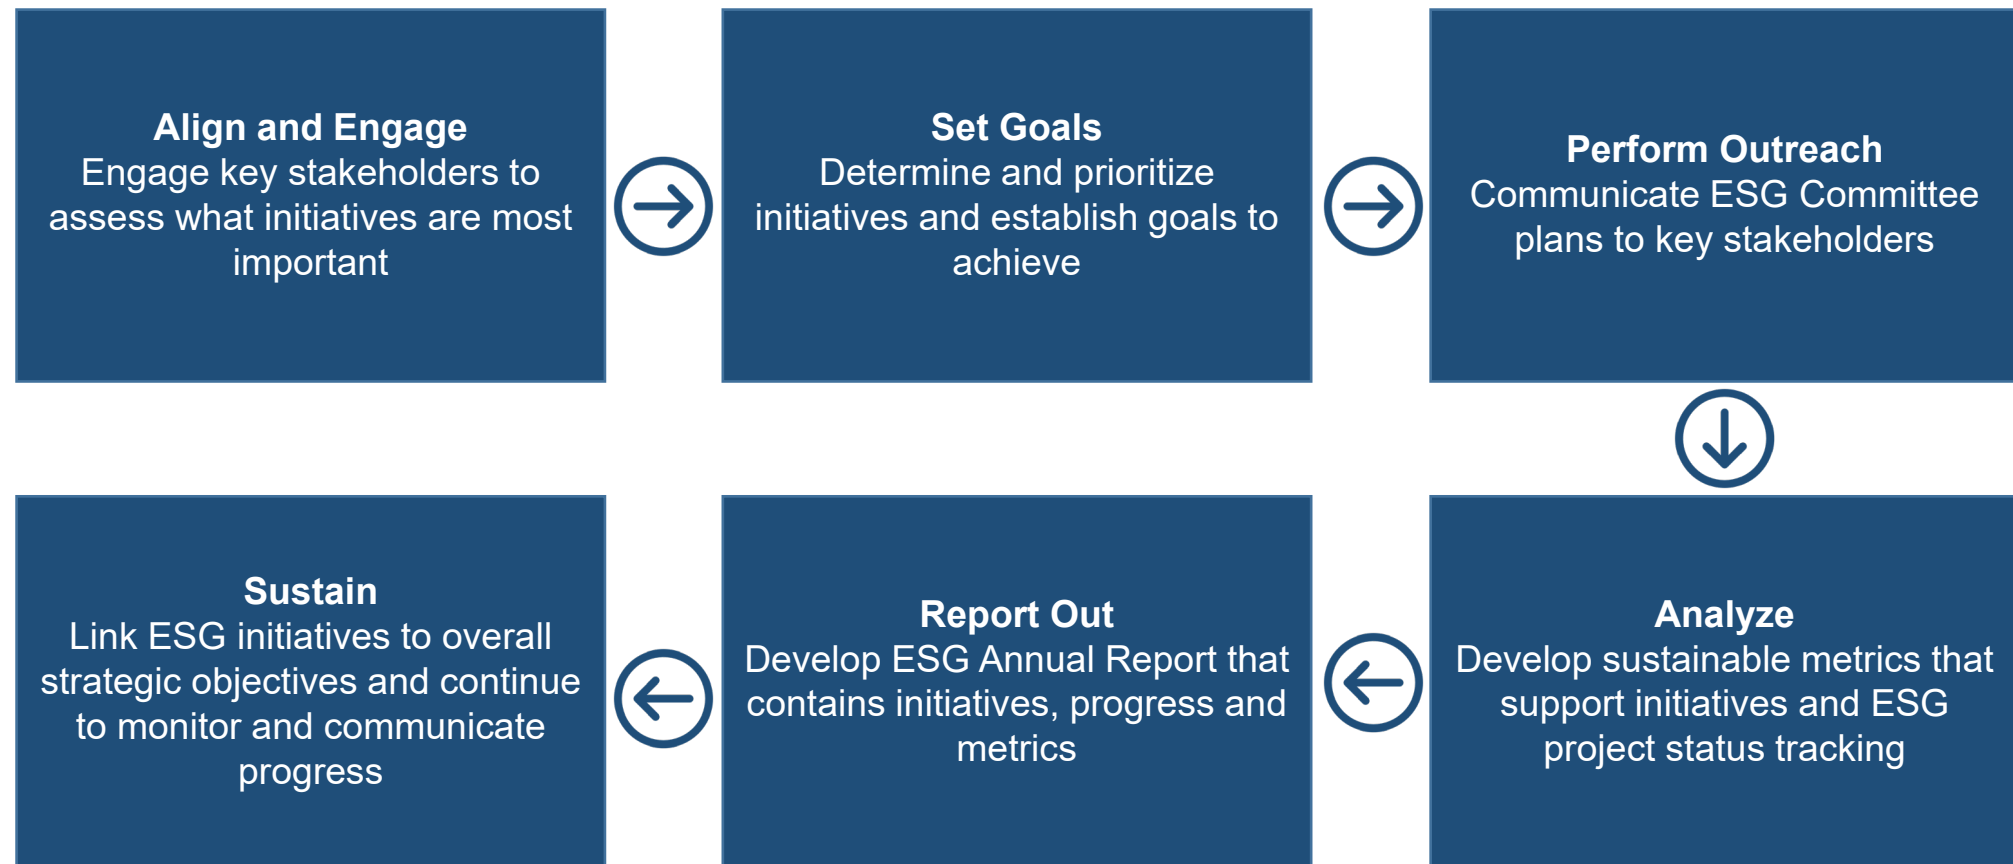 Align and Engage
Engage key stakeholders to
assess what initiatives are most
important
Set Goals
Determine and prioritize
initiatives and establish goals to
achieve
Perform Outreach
Communicate ESG Committee
plans to key stakeholders
Analyze
Develop sustainable metrics that
support initiatives and ESG
project status tracking
Report Out
Develop ESG Annual Report that
contains initiatives, progress and
metrics
Sustain
Link ESG initiatives to overall
strategic objectives and continue
to monitor and communicate
progress